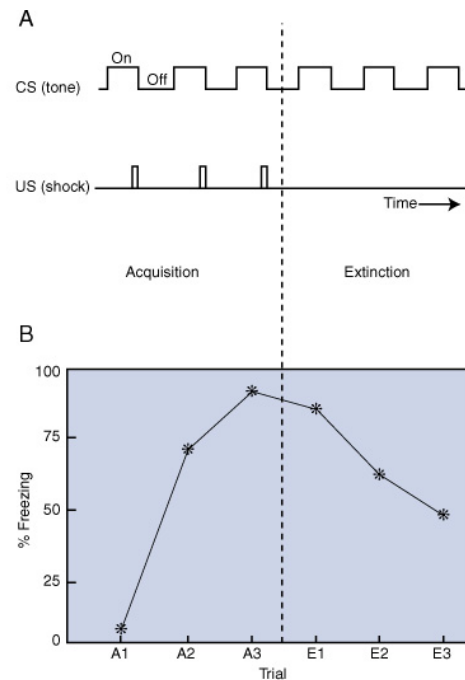 A
On
Off
CS (tone)
US (shock)
Time
Acquisition
Extinction
B
100
75
50
25
0
% Freezing
A1 A2 A3 E1 E2 E3
Trial